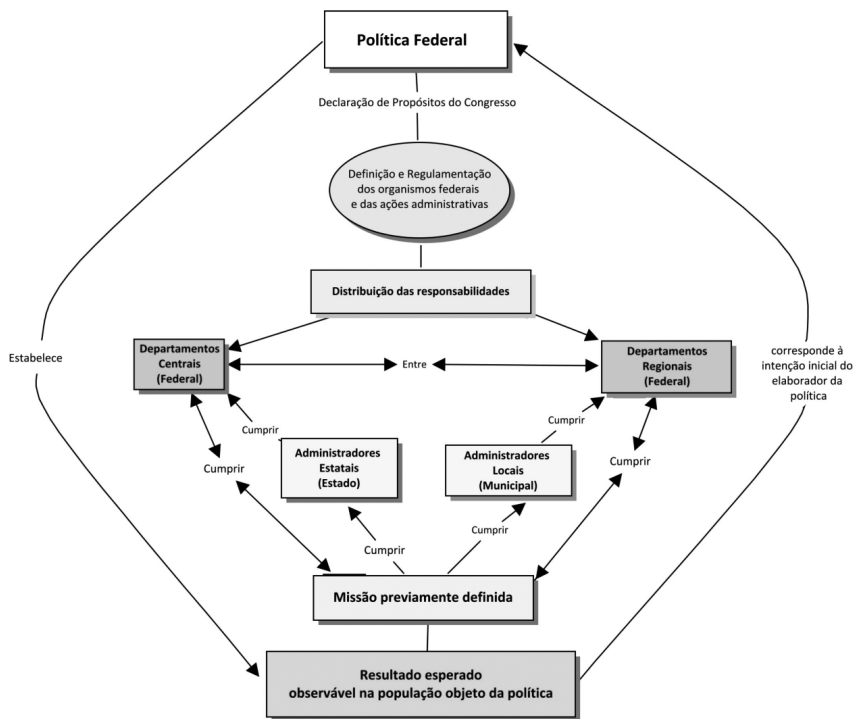 Política Federal
Declaração de Propósitos do Congresso
Definição e Regulamentação
dos organismos federais
e das ações administrativas
Distribuição das responsabilidades
Departamentos
Centrais
(Federal)
Entre
Departamentos
Regionais
(Federal)
Estabelece
corresponde à
intenção inicial do
elaborador da
política
Cumprir
Cumprir
Administradores
Estatais
(Estado)
Administradores
Locais
(Municipal)
Cumprir
Cumprir
Cumprir
Cumprir
Missão previamente definida
Resultado esperado
observável na população objeto da política